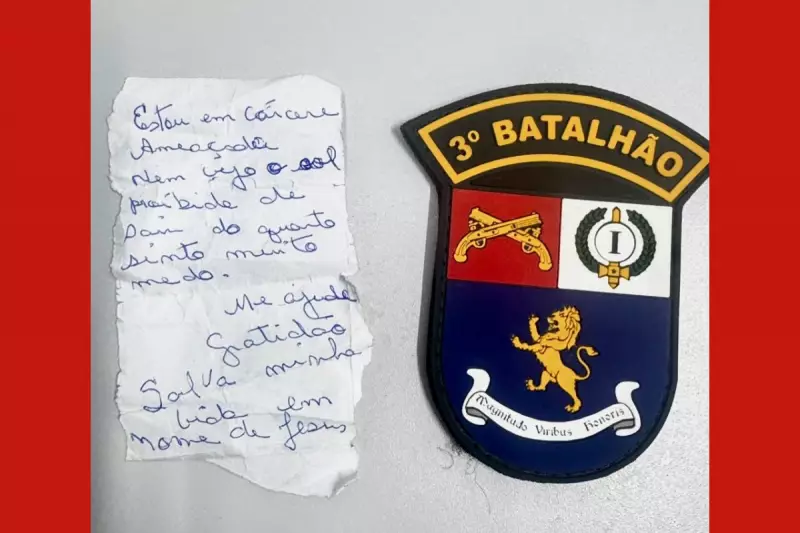 Estou em Cárcere
Ameaçada
Nem vejo o sol
proibida de
sair do quarto
sinto muito
medo.
Me ajude
gratidão
Salva minha
vida em
nome de Jesus
3º BATALHÃO
I
Magnitudo Viribus Honoris